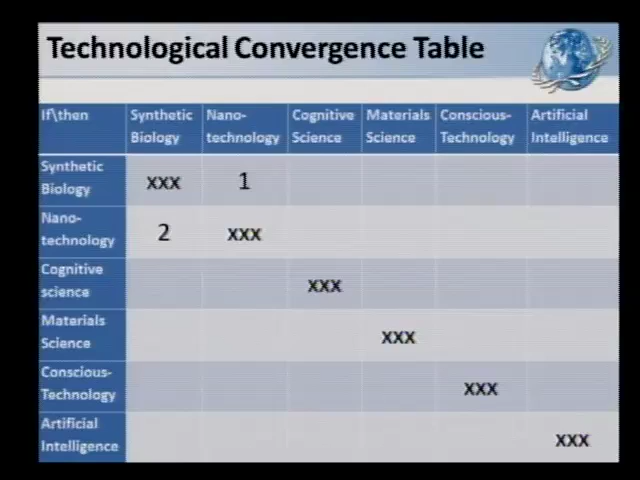 Technological Convergence Table
If\then Synthetic Biology Nano-technology Cognitive Science Materials Science Conscious-Technology Artificial Intelligence
Synthetic Biology xxx 1
Nano-technology 2 xxx
Cognitive science xxx
Materials Science xxx
Conscious-Technology xxx
Artificial Intelligence xxx